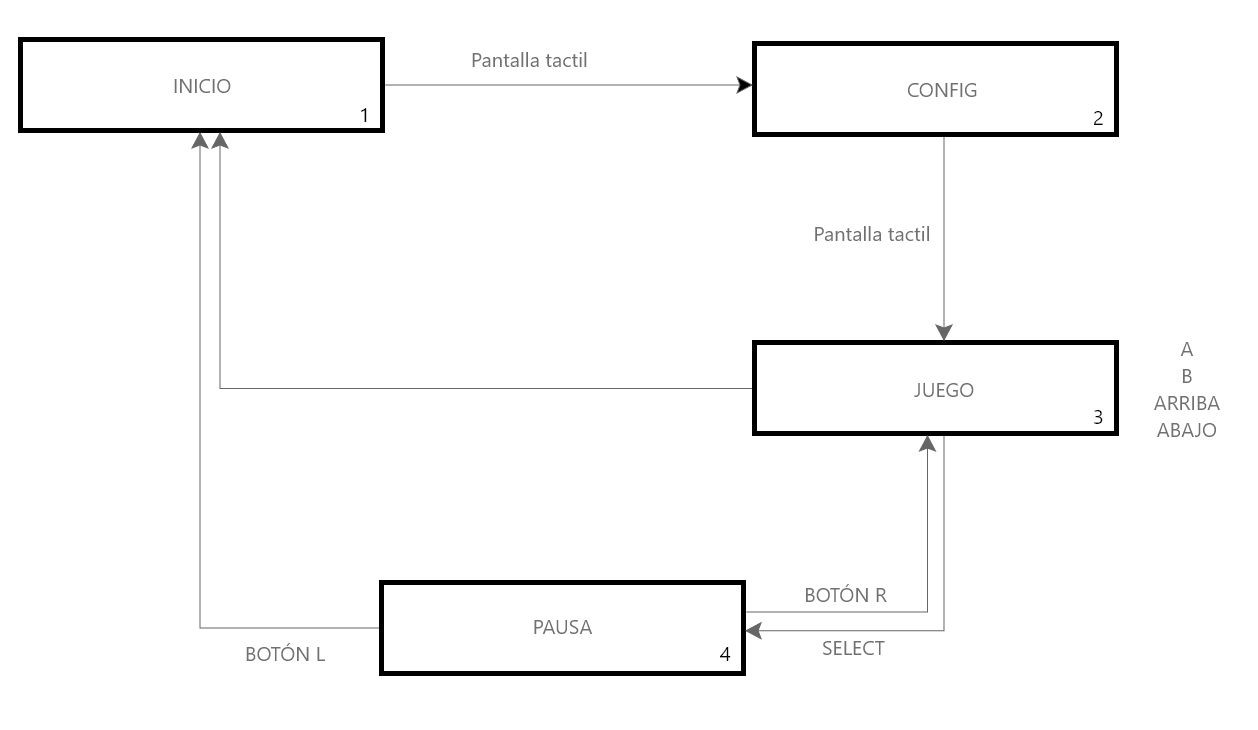 Pantalla tactil
INICIO
1
CONFIG
2
Pantalla tactil
JUEGO
3
A
B
ARRIBA
ABAJO
BOTÓN R
PAUSA
4
SELECT
BOTÓN L